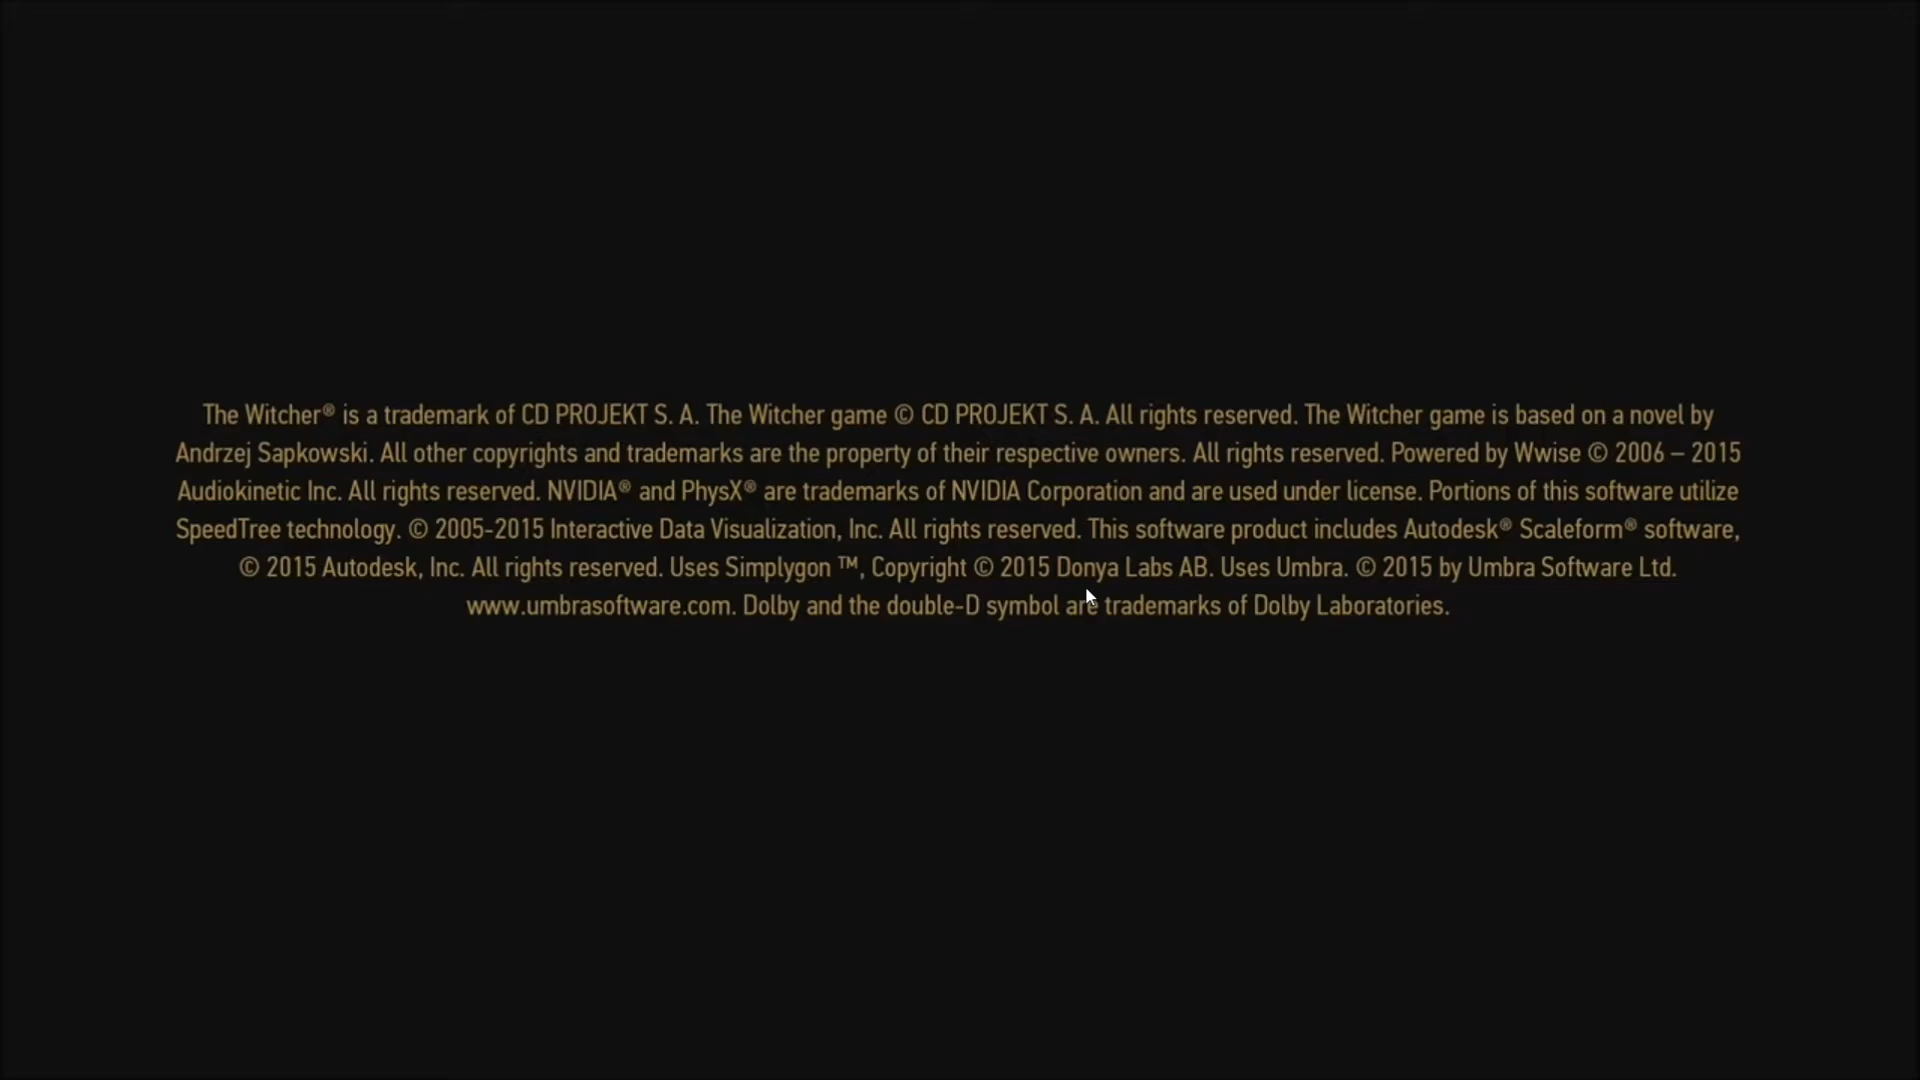 The Witcher® is a trademark of CD PROJEKT S. A. The Witcher game © CD PROJEKT S. A. All rights reserved. The Witcher game is based on a novel by
Andrzej Sapkowski. All other copyrights and trademarks are the property of their respective owners. All rights reserved. Powered by Wwise © 2006 – 2015
Audiokinetic Inc. All rights reserved. NVIDIA® and PhysX® are trademarks of NVIDIA Corporation and are used under license. Portions of this software utilize
SpeedTree technology. © 2005-2015 Interactive Data Visualization, Inc. All rights reserved. This software product includes Autodesk® Scaleform® software,
© 2015 Autodesk, Inc. All rights reserved. Uses Simplygon ™, Copyright © 2015 Donya Labs AB. Uses Umbra. © 2015 by Umbra Software Ltd.
www.umbrasoftware.com. Dolby and the double-D symbol are trademarks of Dolby Laboratories.